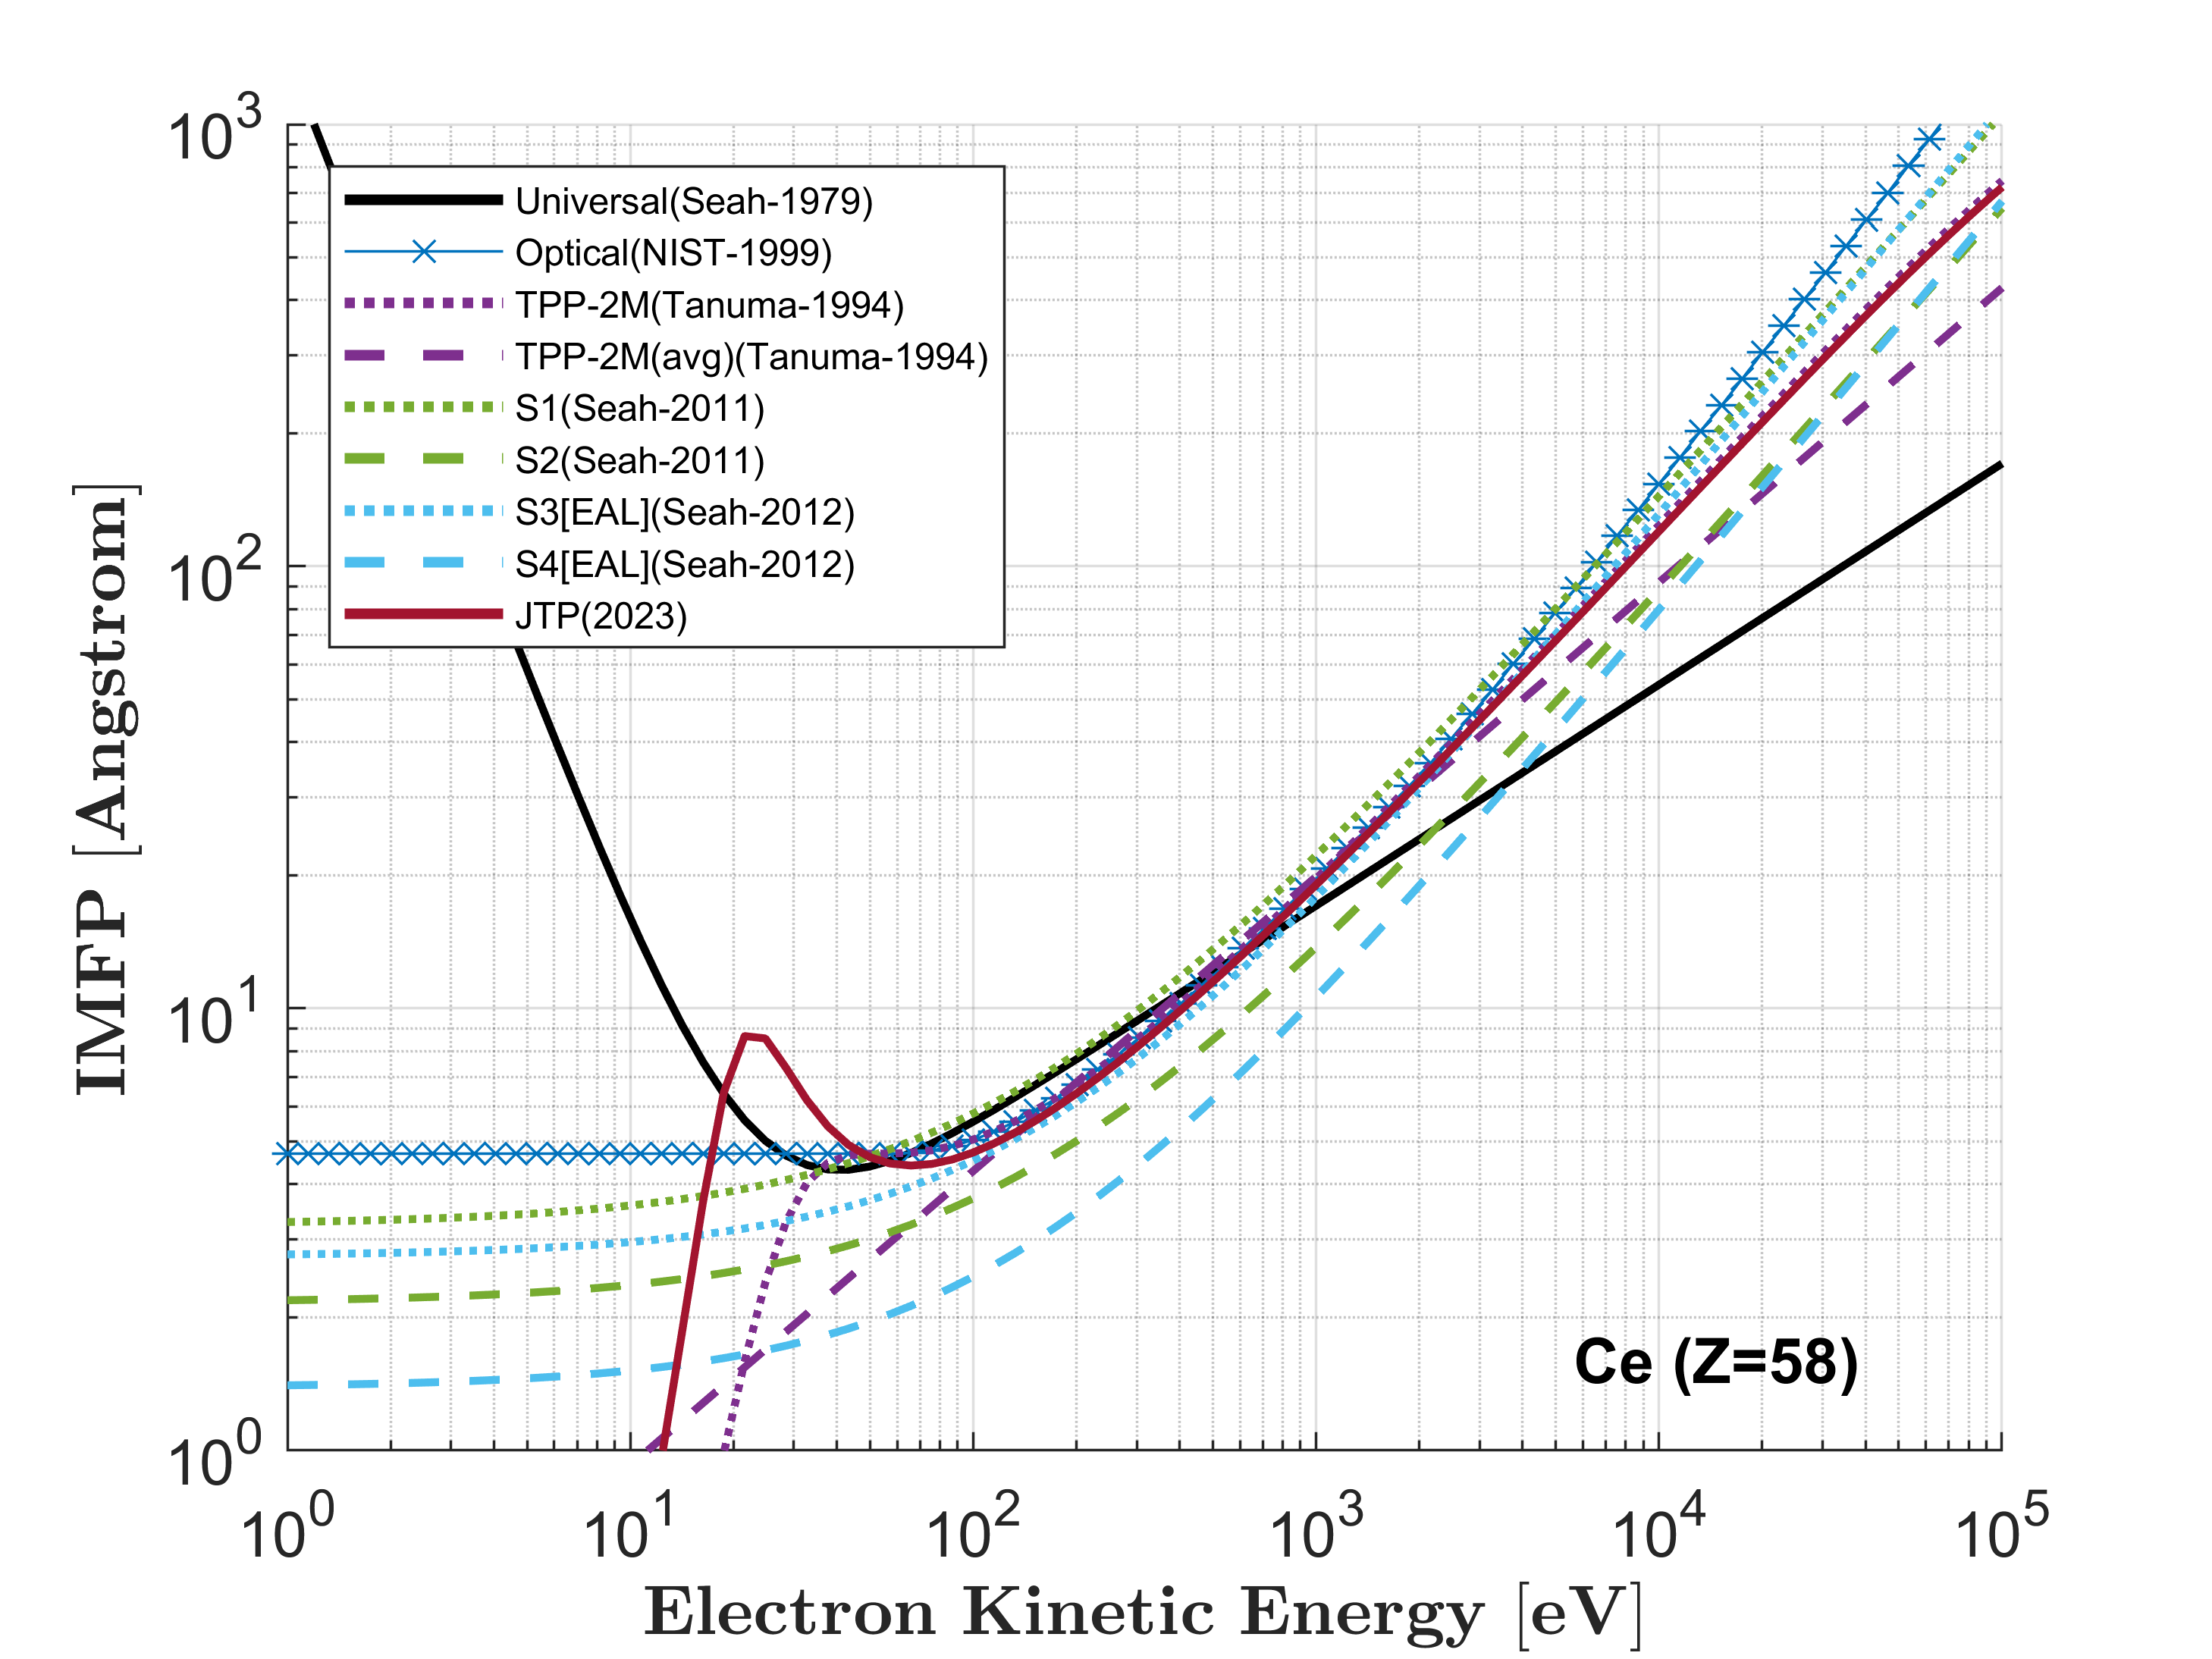 10^3
10^2
10^1
10^0
IMFP [Angstrom]
Universal(Seah-1979)
Optical(NIST-1999)
TPP-2M(Tanuma-1994)
TPP-2M(avg)(Tanuma-1994)
S1(Seah-2011)
S2(Seah-2011)
S3[EAL](Seah-2012)
S4[EAL](Seah-2012)
JTP(2023)
Ce (Z=58)
10^0 10^1 10^2 10^3 10^4 10^5
Electron Kinetic Energy [eV]